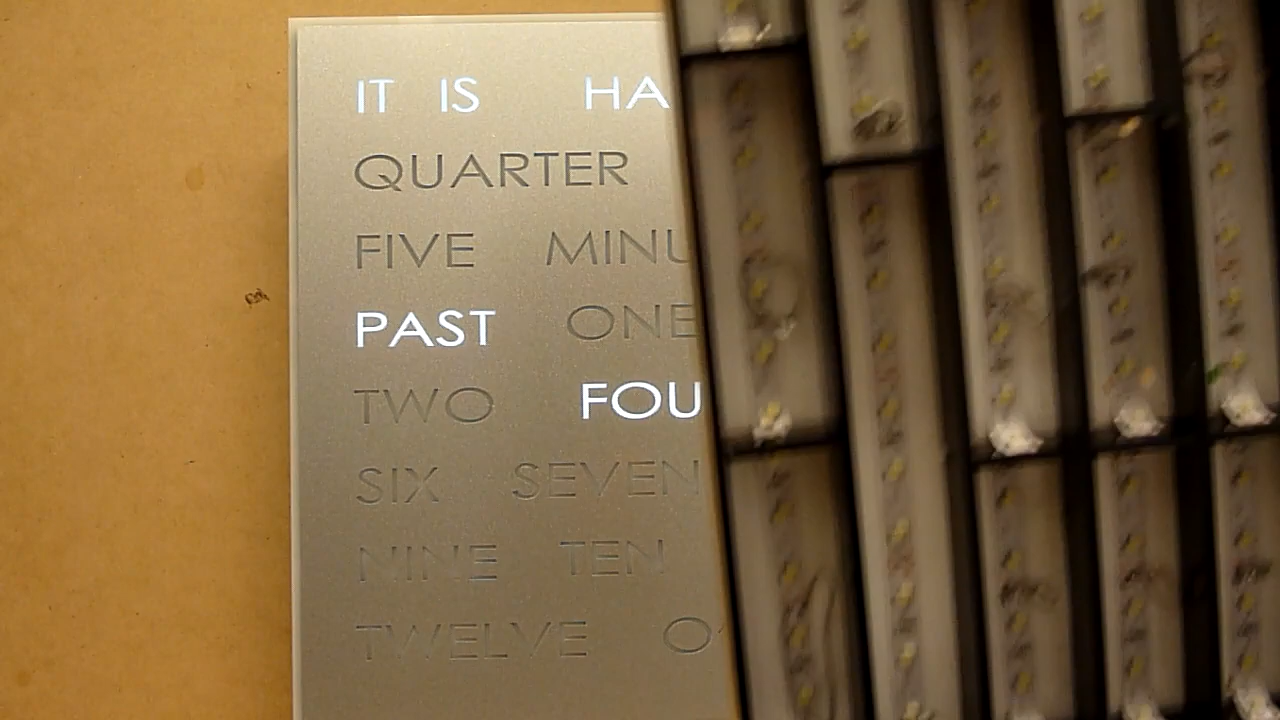 IT IS HA
QUARTER
FIVE MINU
PAST ONE
TWO FOU
SIX SEVEN
NINE TEN
TWELVE O